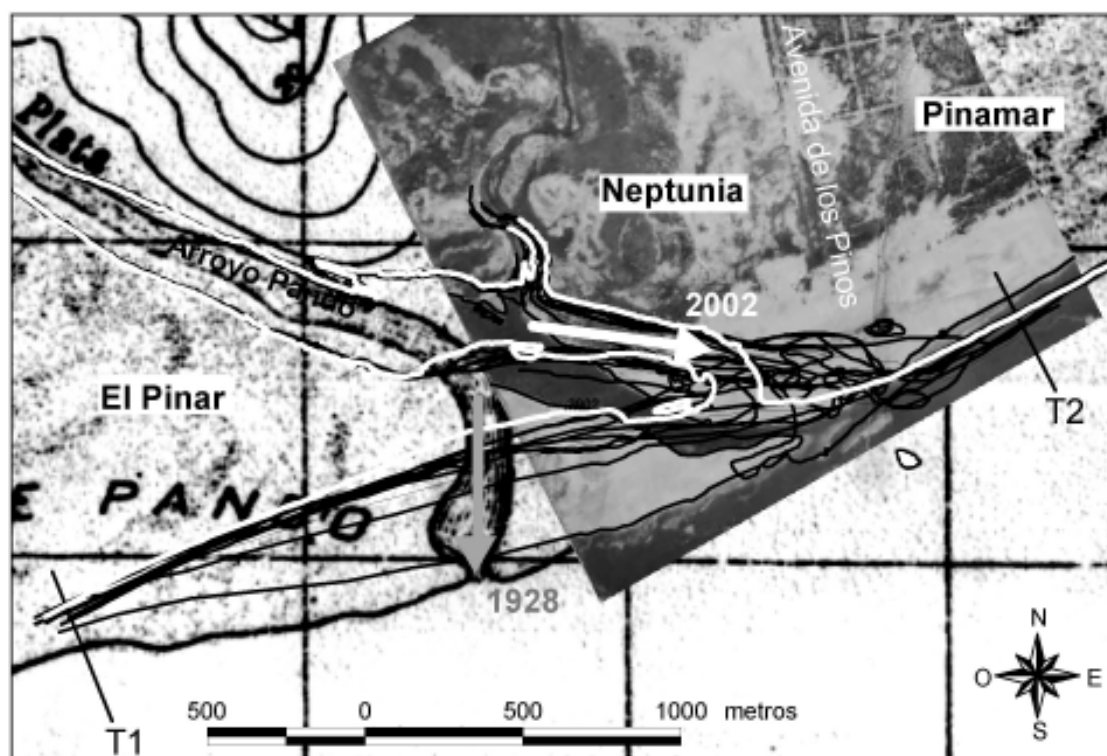 Plata
Arroyo Pando
Avenida de los Pinos
Pinamar
Neptunia
2002
El Pinar
2002
T2
E PANDO
1928
N
O E
S
500 0 500 1000 metros
T1